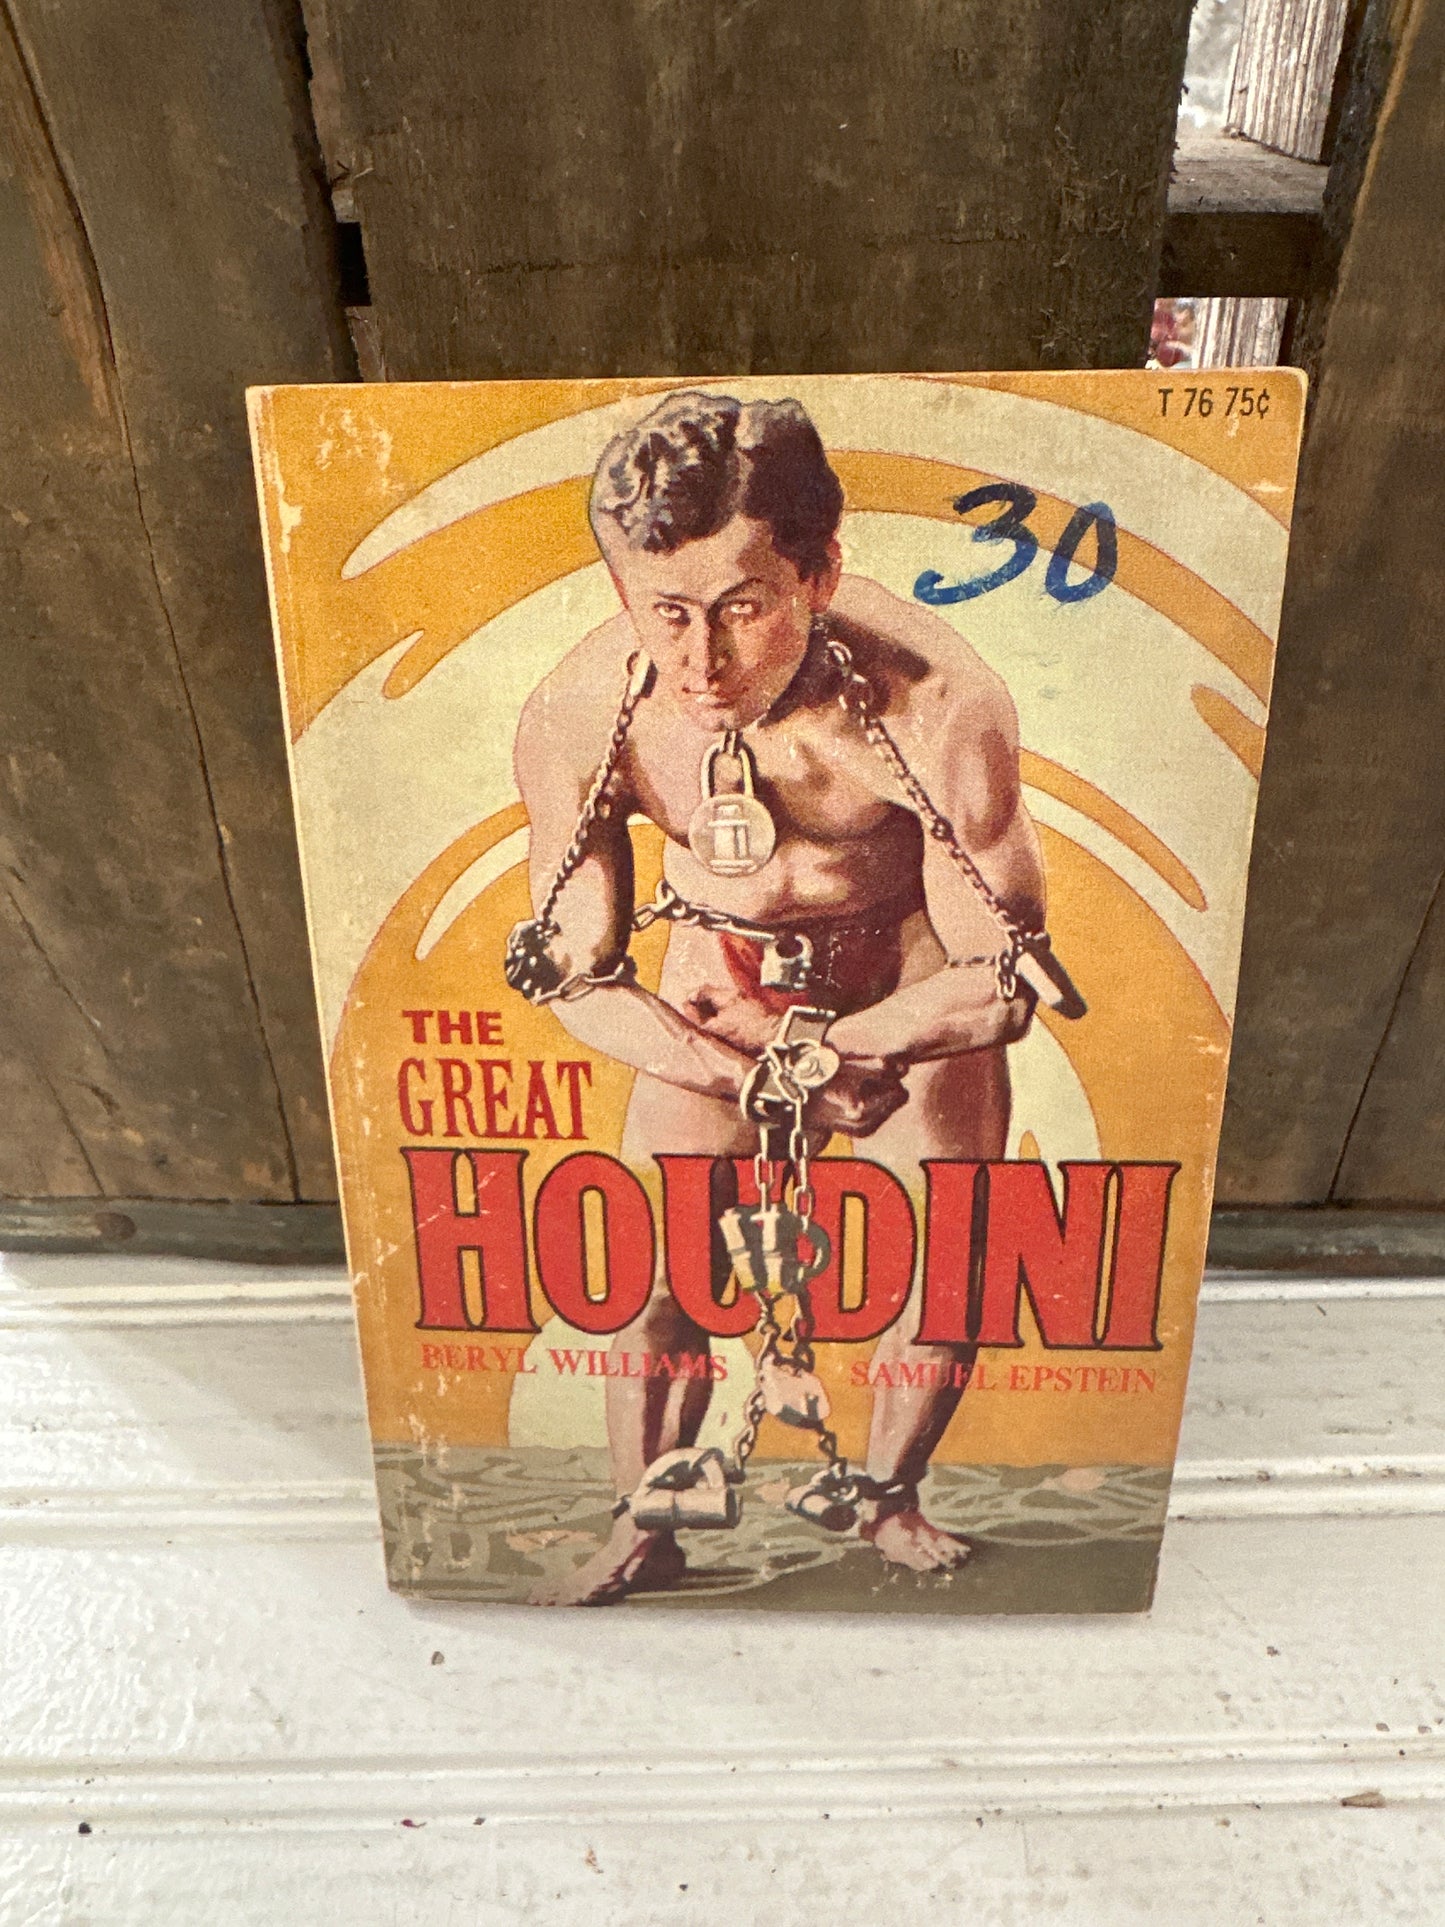 T 76 75¢
30
THE
GREAT
HOUDINI
BERYL WILLIAMS SAMUEL EPSTEIN